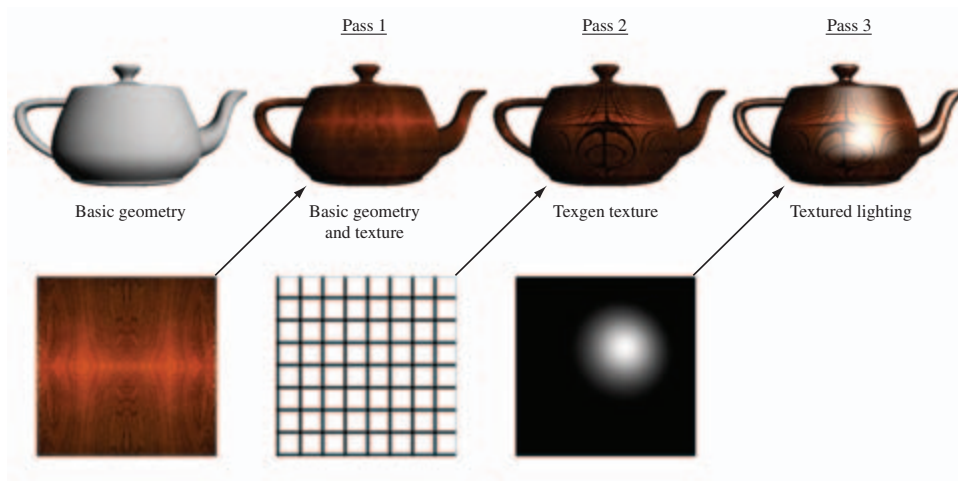 Pass 1
Pass 2
Pass 3
Basic geometry
Basic geometry
and texture
Texgen texture
Textured lighting